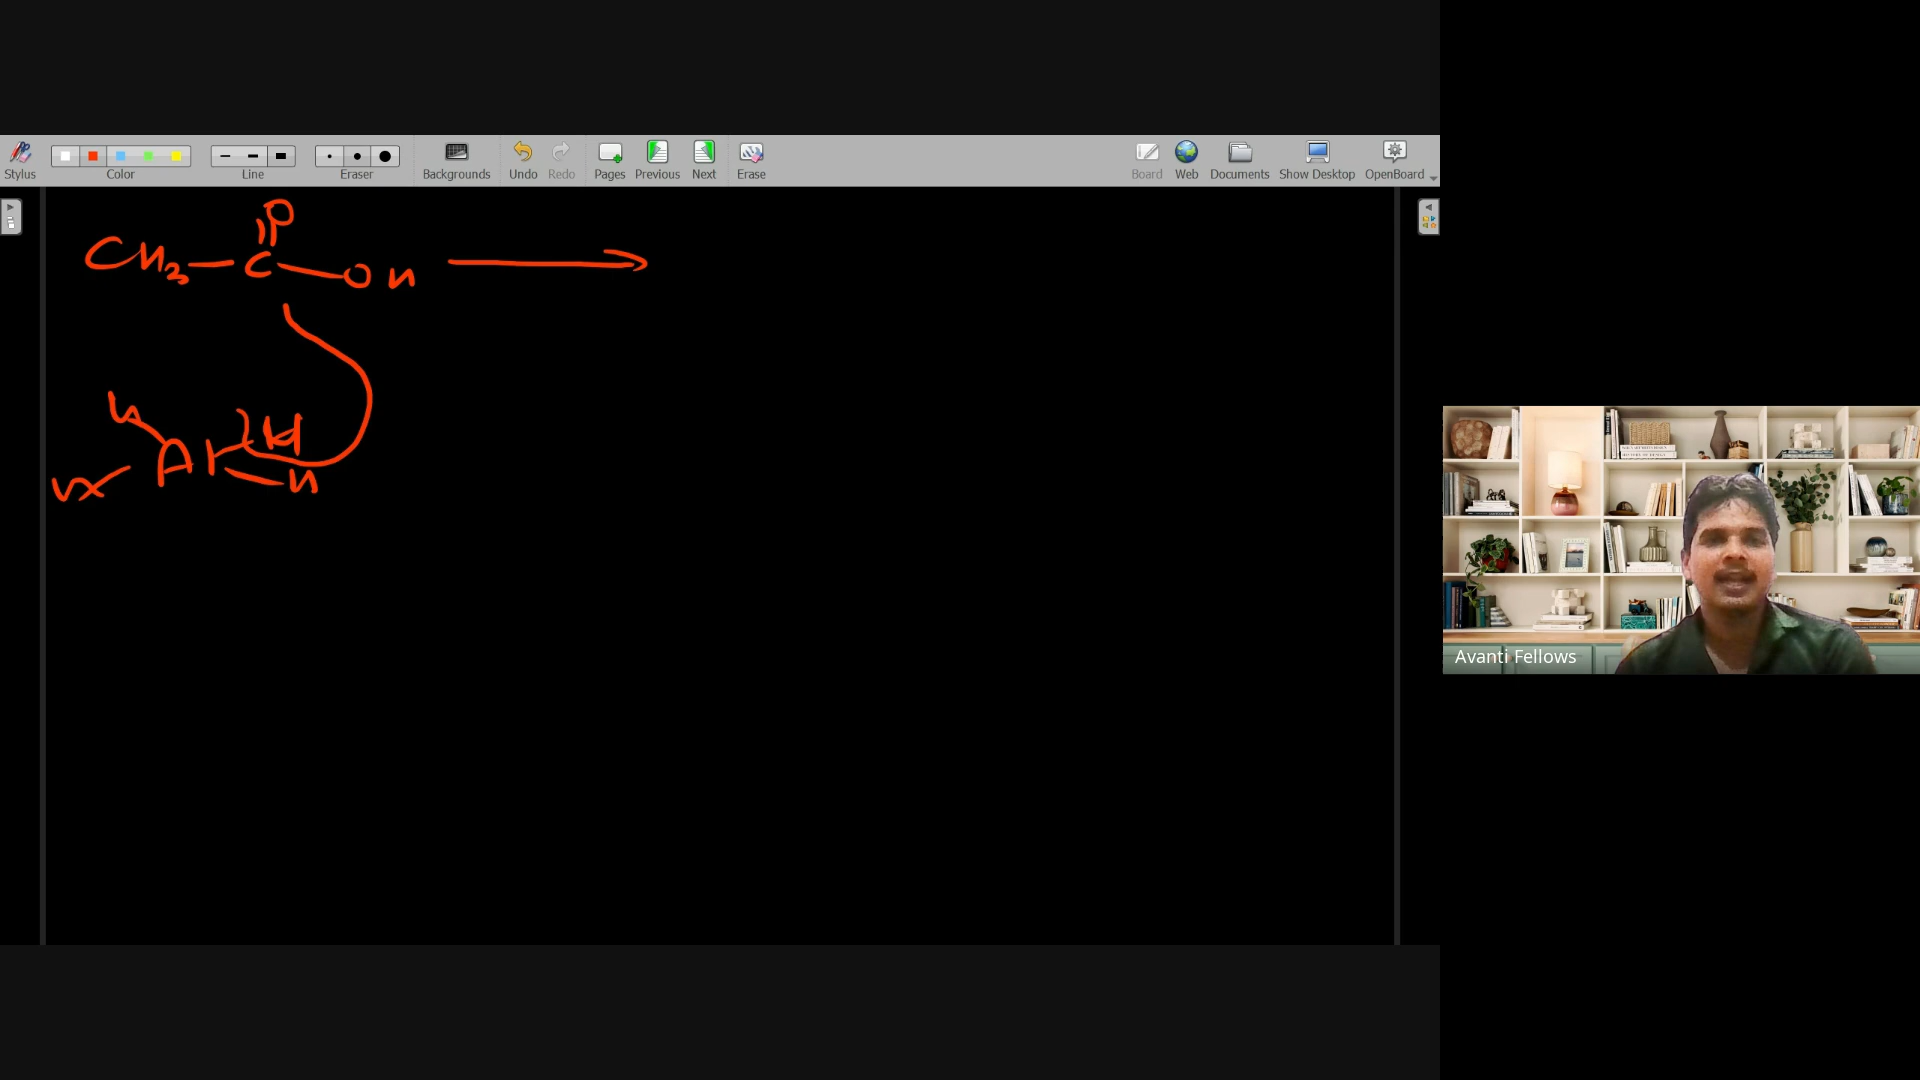 Stylus Color Line Eraser Backgrounds Undo Redo Pages Previous Next Erase Board Web Documents Show Desktop OpenBoard
O
CH3 — C — OH →
H
Al H
H
Avanti Fellows